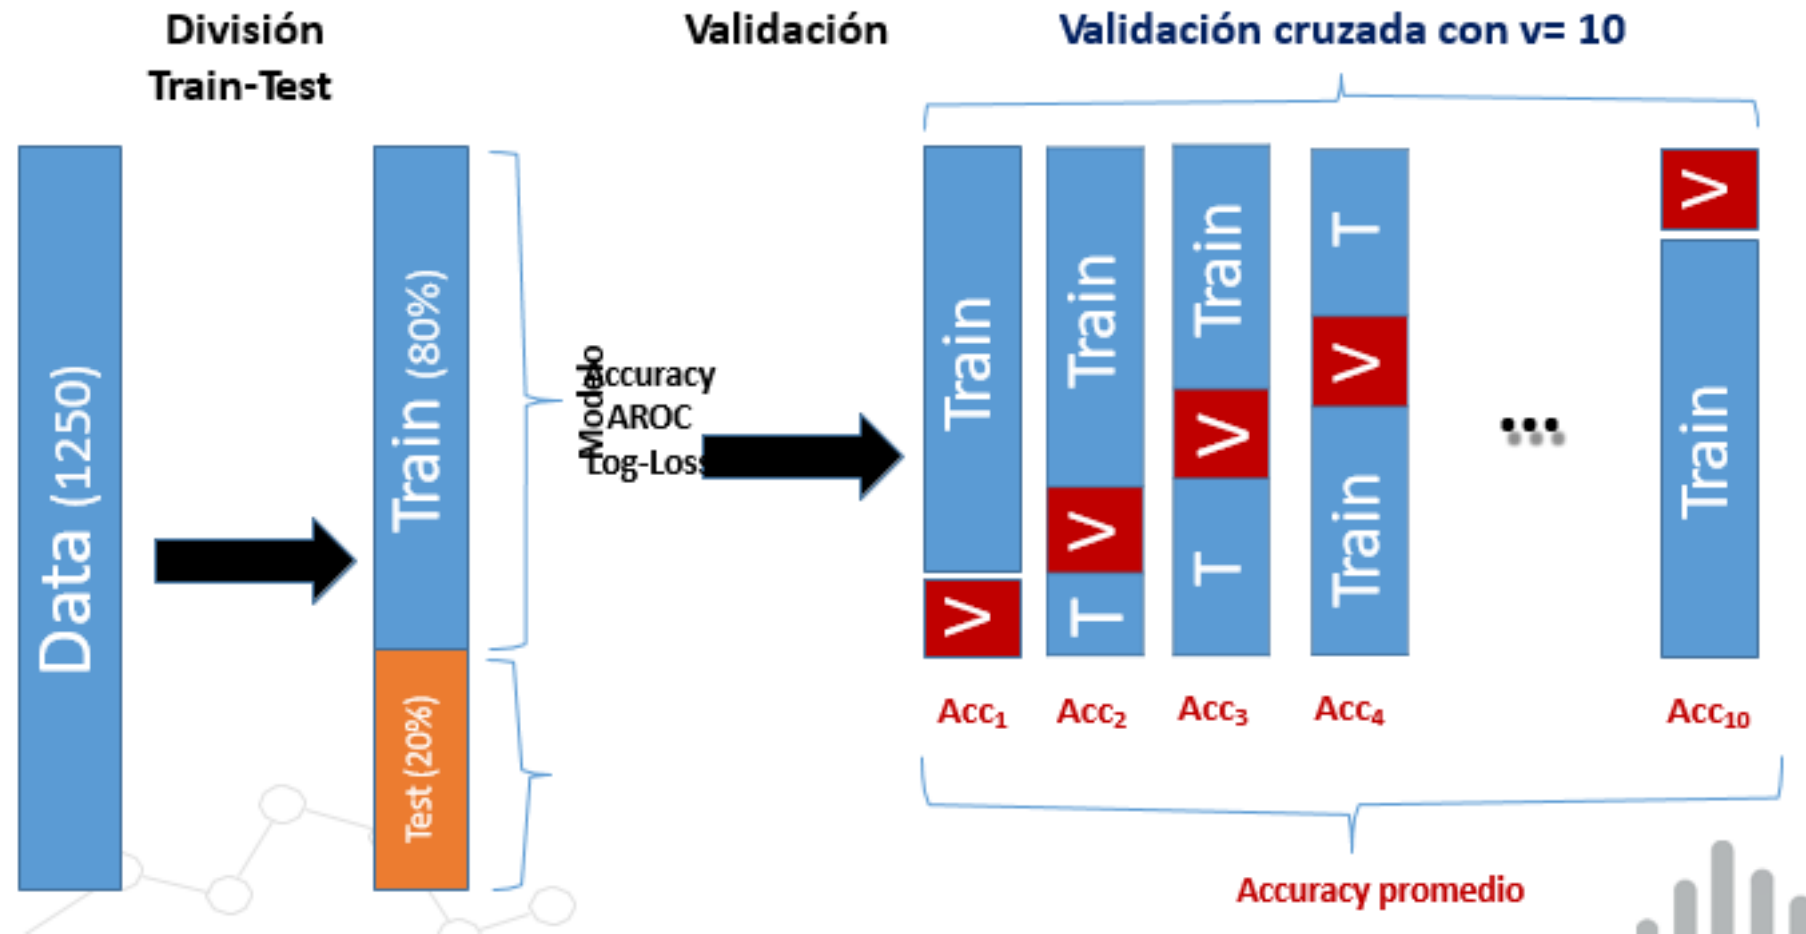 División
Train-Test
Validación
Validación cruzada con v= 10
Data (1250)
Train (80%)
Test (20%)
Modelo
Accuracy
AROC
Log-Loss
Train
V
Train
V
T
Train
V
T
T
V
Train
...
V
Train
Acc1
Acc2
Acc3
Acc4
Acc10
Accuracy promedio